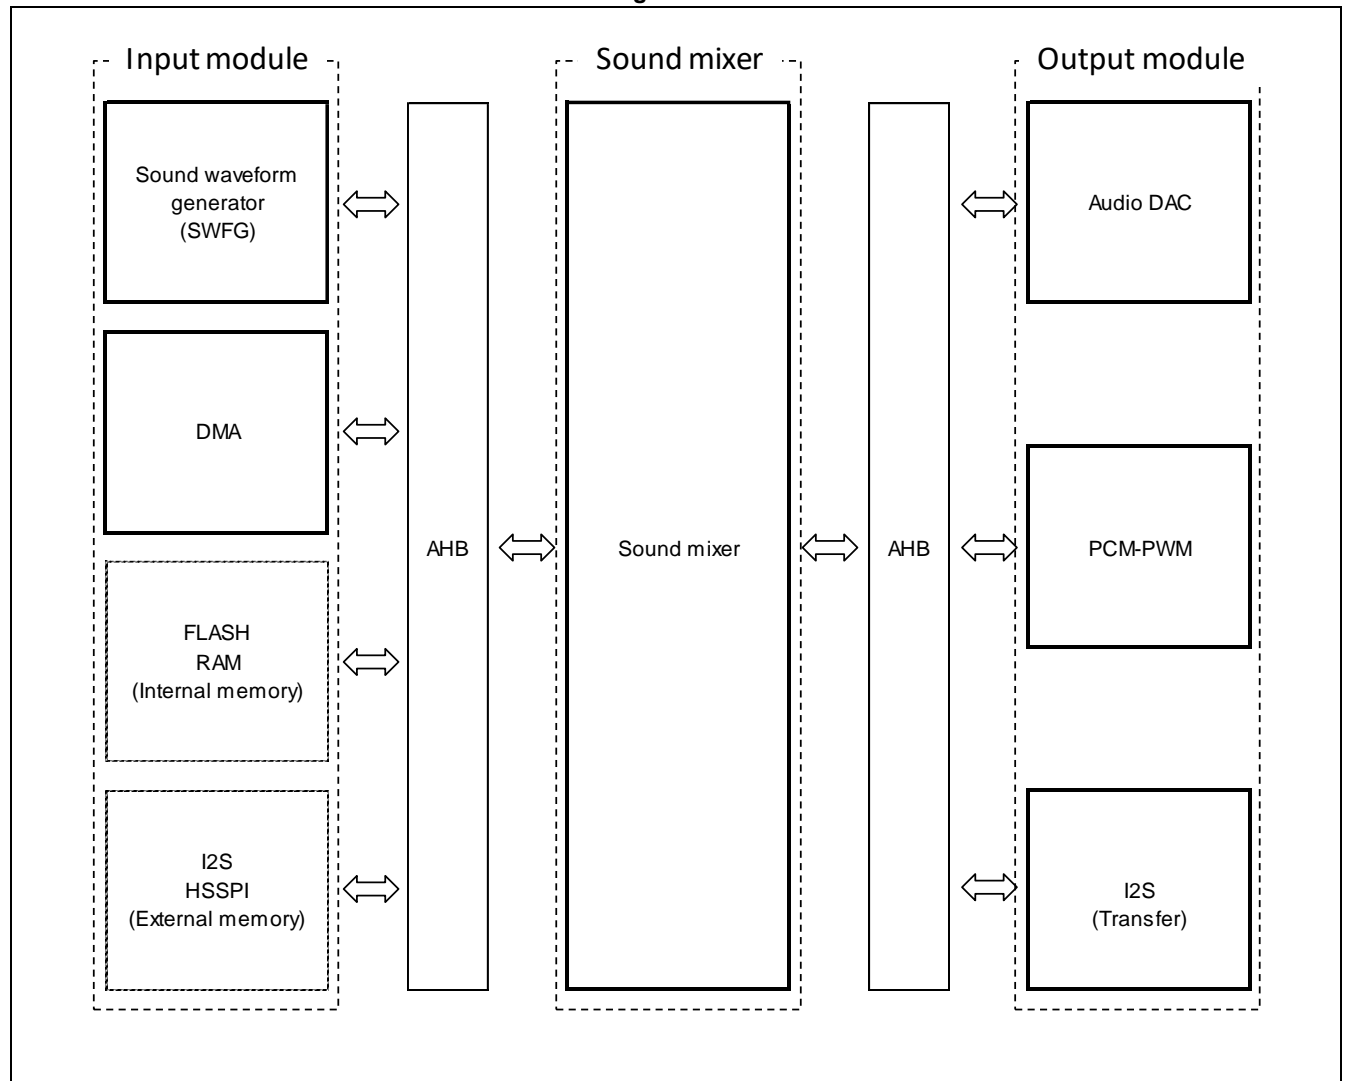 Input module
Sound mixer
Output module
Sound waveform
generator
(SWFG)
Audio DAC
DMA
AHB
Sound mixer
AHB
PCM-PWM
FLASH
RAM
(Internal memory)
I2S
HSSPI
(External memory)
I2S
(Transfer)